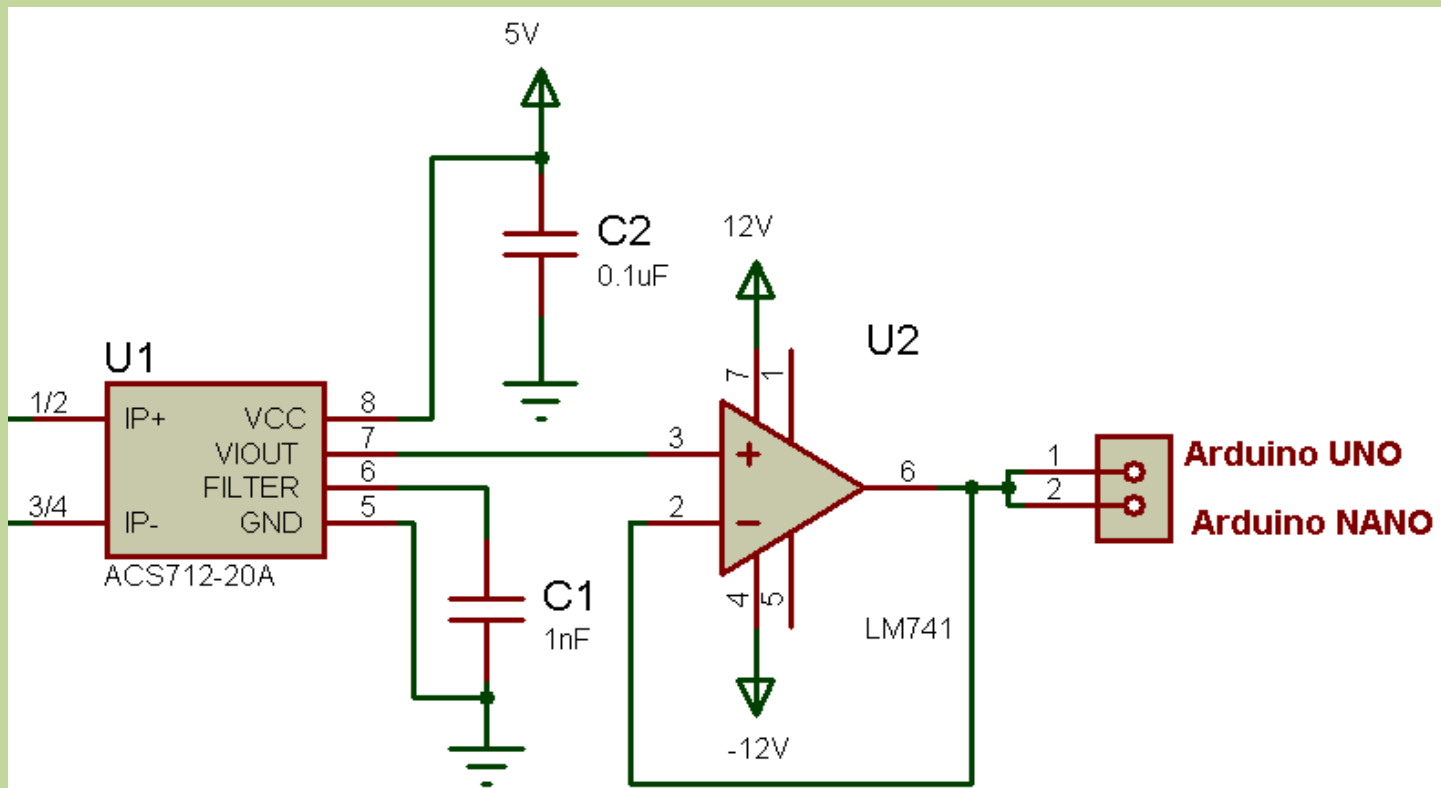 5V
C2
0.1uF
12V
U2
7
1
U1
1/2
IP+
VCC
8
VIOUT
7
3
FILTER
6
3/4
IP-
GND
5
2
ACS712-20A
6
1
Arduino UNO
2
Arduino NANO
C1
1nF
4
5
LM741
-12V